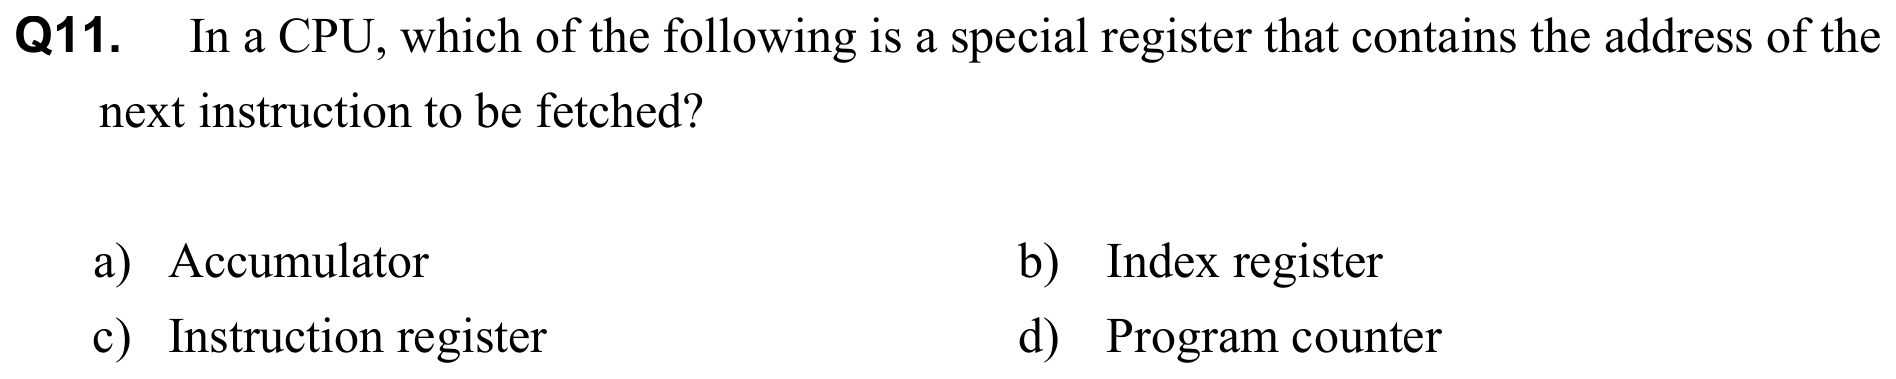 Q11. In a CPU, which of the following is a special register that contains the address of the
next instruction to be fetched?
a) Accumulator b) Index register
c) Instruction register d) Program counter